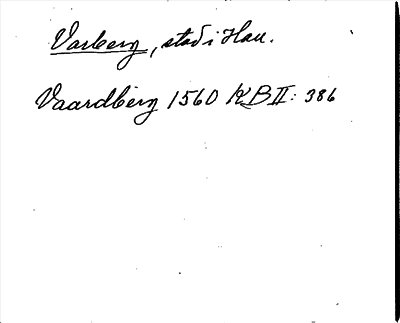 Varberg, stad i Hall.
Vaardberg 1560 KB II: 386